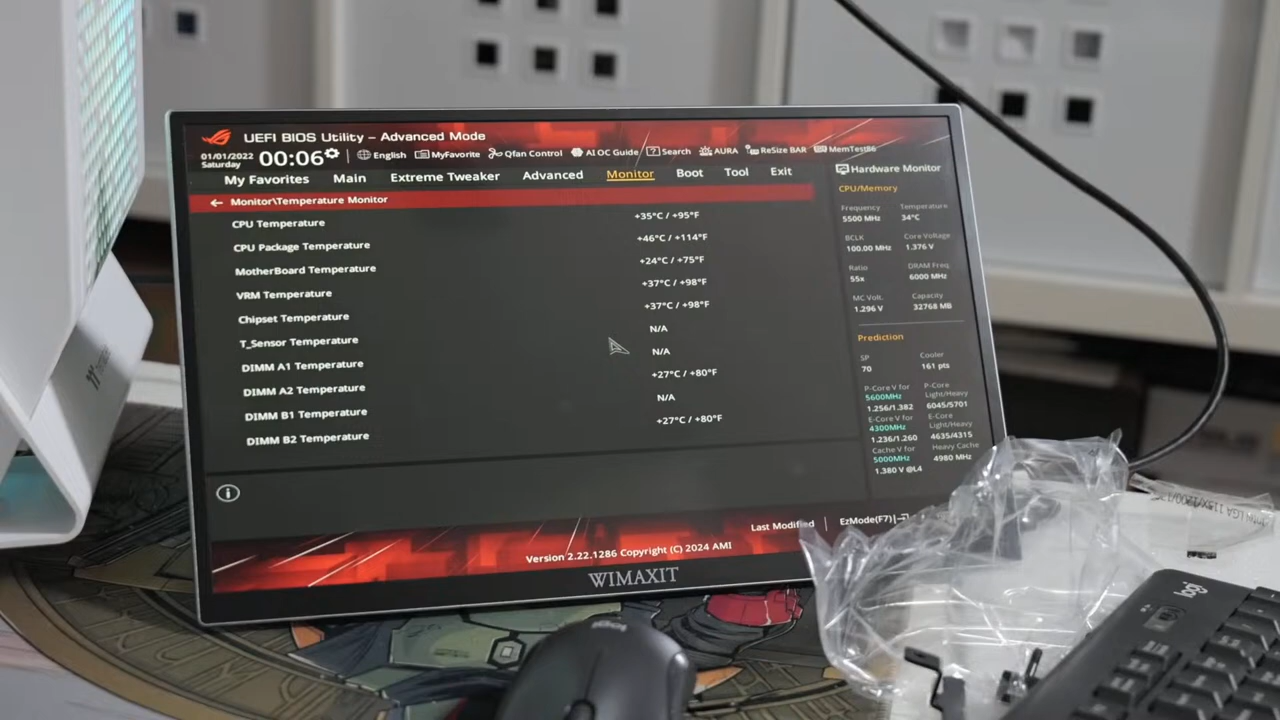 UEFI BIOS Utility – Advanced Mode
01/01/2022
Saturday
00:06
English
MyFavorite
Qfan Control
AI OC Guide
Search
AURA
ReSize BAR
MemTest86
My Favorites
Main
Extreme Tweaker
Advanced
Monitor
Boot
Tool
Exit
Hardware Monitor
Monitor\Temperature Monitor
CPU Temperature +35°C / +95°F
CPU Package Temperature +46°C / +114°F
MotherBoard Temperature +24°C / +75°F
VRM Temperature +37°C / +98°F
Chipset Temperature +37°C / +98°F
T_Sensor Temperature N/A
DIMM A1 Temperature N/A
DIMM A2 Temperature +27°C / +80°F
DIMM B1 Temperature N/A
DIMM B2 Temperature +27°C / +80°F
CPU/Memory
Frequency Temperature
5500 MHz 34°C
BCLK Core Voltage
100.00 MHz 1.376 V
Ratio DRAM Freq.
55x 6000 MHz
MC Volt. Capacity
1.296 V 32768 MB
Prediction
SP Cooler
70 161 pts
P-Core V for P-Core
5600MHz Light/Heavy
1.256/1.382 6045/5701
E-Core V for E-Core
4300MHz Light/Heavy
1.236/1.260 4635/4315
Cache V for Heavy Cache
5000MHz 4980 MHz
1.380 V @L4
Last Modified
EzMode(F7)
Version 2.22.1286 Copyright (C) 2024 AMI
WIMAXIT
logi